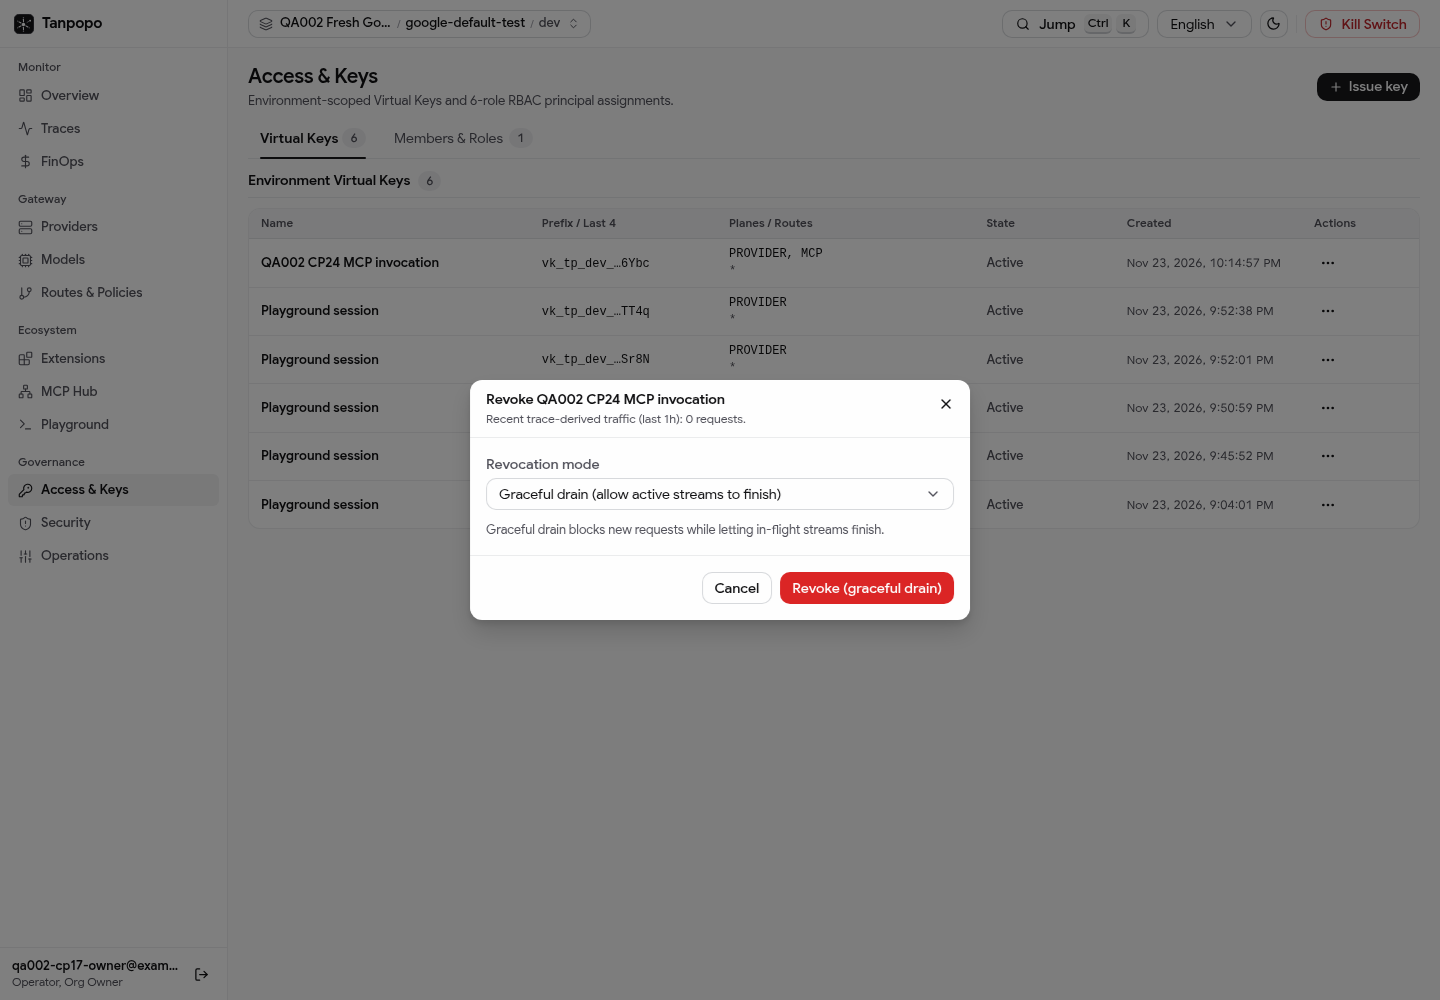 Tanpopo
QA002 Fresh Go... / google-default-test / dev
Jump Ctrl K
English
Kill Switch
Monitor
Overview
Traces
FinOps
Gateway
Providers
Models
Routes & Policies
Ecosystem
Extensions
MCP Hub
Playground
Governance
Access & Keys
Security
Operations
qa002-cp17-owner@exam...
Operator, Org Owner
Access & Keys
Environment-scoped Virtual Keys and 6-role RBAC principal assignments.
+ Issue key
Virtual Keys 6
Members & Roles 1
Environment Virtual Keys 6
Name Prefix / Last 4 Planes / Routes State Created Actions
QA002 CP24 MCP invocation vk_tp_dev_…6Ybc PROVIDER, MCP * Active Nov 23, 2026, 10:14:57 PM ...
Playground session vk_tp_dev_…TT4q PROVIDER * Active Nov 23, 2026, 9:52:38 PM ...
Playground session vk_tp_dev_…Sr8N PROVIDER * Active Nov 23, 2026, 9:52:01 PM ...
Playground session Active Nov 23, 2026, 9:50:59 PM ...
Playground session Active Nov 23, 2026, 9:45:52 PM ...
Playground session Active Nov 23, 2026, 9:04:01 PM ...
Revoke QA002 CP24 MCP invocation
Recent trace-derived traffic (last 1h): 0 requests.
Revocation mode
Graceful drain (allow active streams to finish)
Graceful drain blocks new requests while letting in-flight streams finish.
Cancel
Revoke (graceful drain)